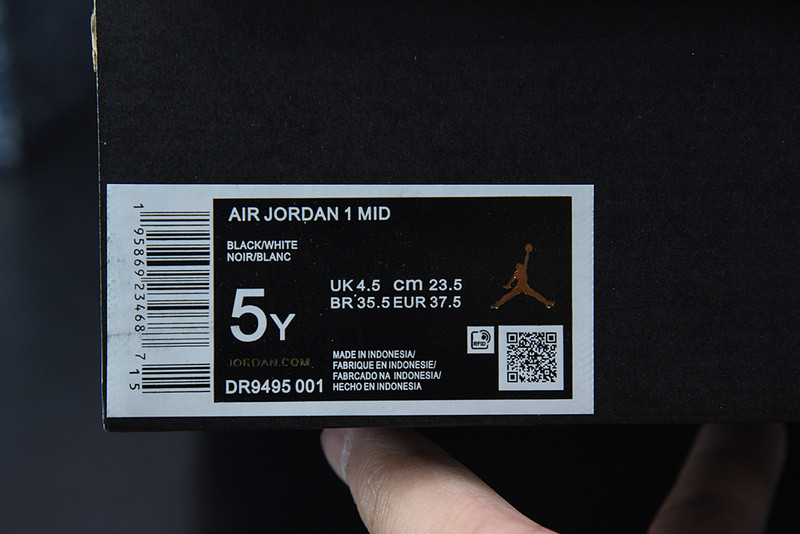 AIR JORDAN 1 MID
BLACK/WHITE
NOIR/BLANC
5Y
UK 4.5 cm 23.5
BR 35.5 EUR 37.5
JORDAN.COM
DR9495 001
MADE IN INDONESIA/
FABRIQUE EN INDONESIE/
FABRCADO NA INDONESIA/
HECHO EN INDONESIA
RFID
1 95869 23468 7 15